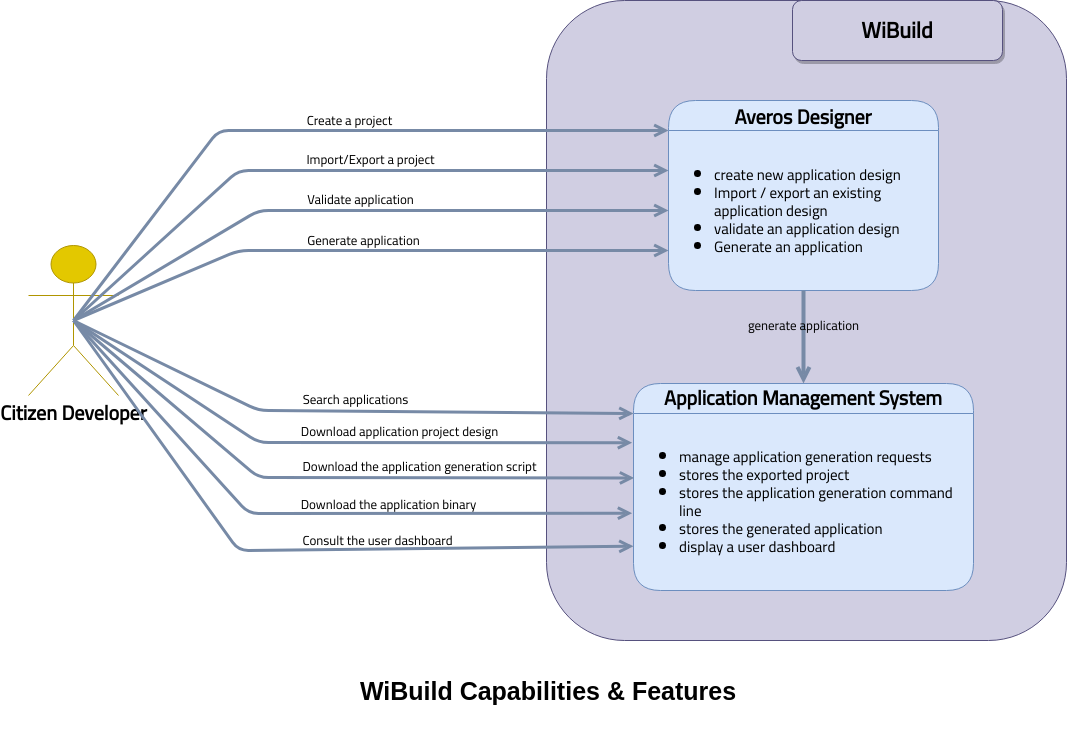 WiBuild
Averos Designer
Create a project
Import/Export a project
Validate application
Generate application
create new application design
Import / export an existing
application design
validate an application design
Generate an application
generate application
Citizen Developer
Application Management System
Search applications
Download application project design
Download the application generation script
Download the application binary
Consult the user dashboard
manage application generation requests
stores the exported project
stores the application generation command
line
stores the generated application
display a user dashboard
WiBuild Capabilities & Features